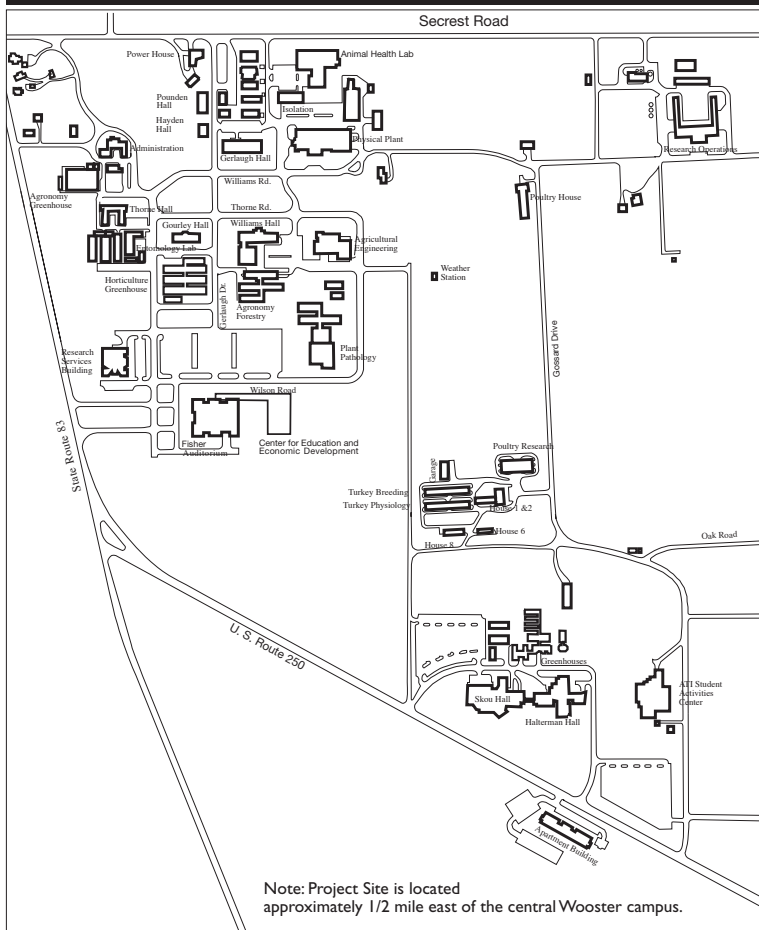 Secrest Road
Power House
Animal Health Lab
Pounden
Hall
Isolation
Hayden
Hall
Administration
Physical Plant
Gerlaugh Hall
Research Operations
Williams Rd.
Agronomy
Greenhouse
Thorne Hall
Thorne Rd.
Poultry House
Gourley Hall
Williams Hall
Agricultural
Engineering
Entomology Lab
Weather
Station
Horticulture
Greenhouse
Gerlaugh Dr.
Agronomy
Forestry
Gossard Drive
Plant
Pathology
Research
Services
Building
Wilson Road
State Route 83
Fisher
Auditorium
Center for Education and
Economic Development
Poultry Research
Garage
Turkey Breeding
Turkey Physiology
House 1 &2
House 6
House 8
Oak Road
U. S. Route 250
Greenhouses
Skou Hall
Halterman Hall
ATI Student
Activities
Center
Apartment Building
Note: Project Site is located
approximately 1/2 mile east of the central Wooster campus.